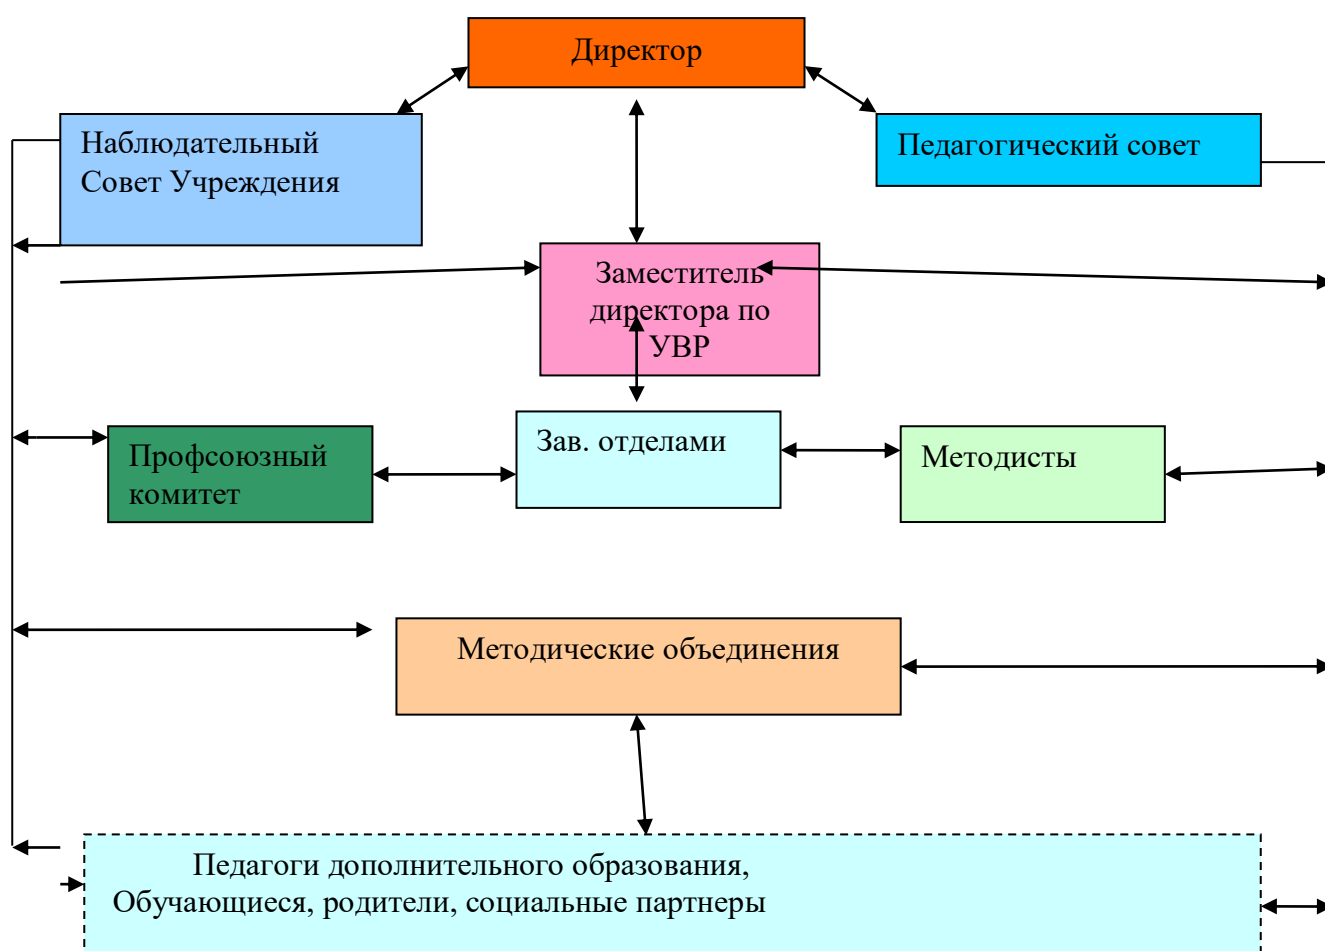 Директор
Наблюдательный
Совет Учреждения
Педагогический совет
Заместитель
директора по
УВР
Профсоюзный
комитет
Зав. отделами
Методисты
Методические объединения
Педагоги дополнительного образования,
Обучающиеся, родители, социальные партнеры